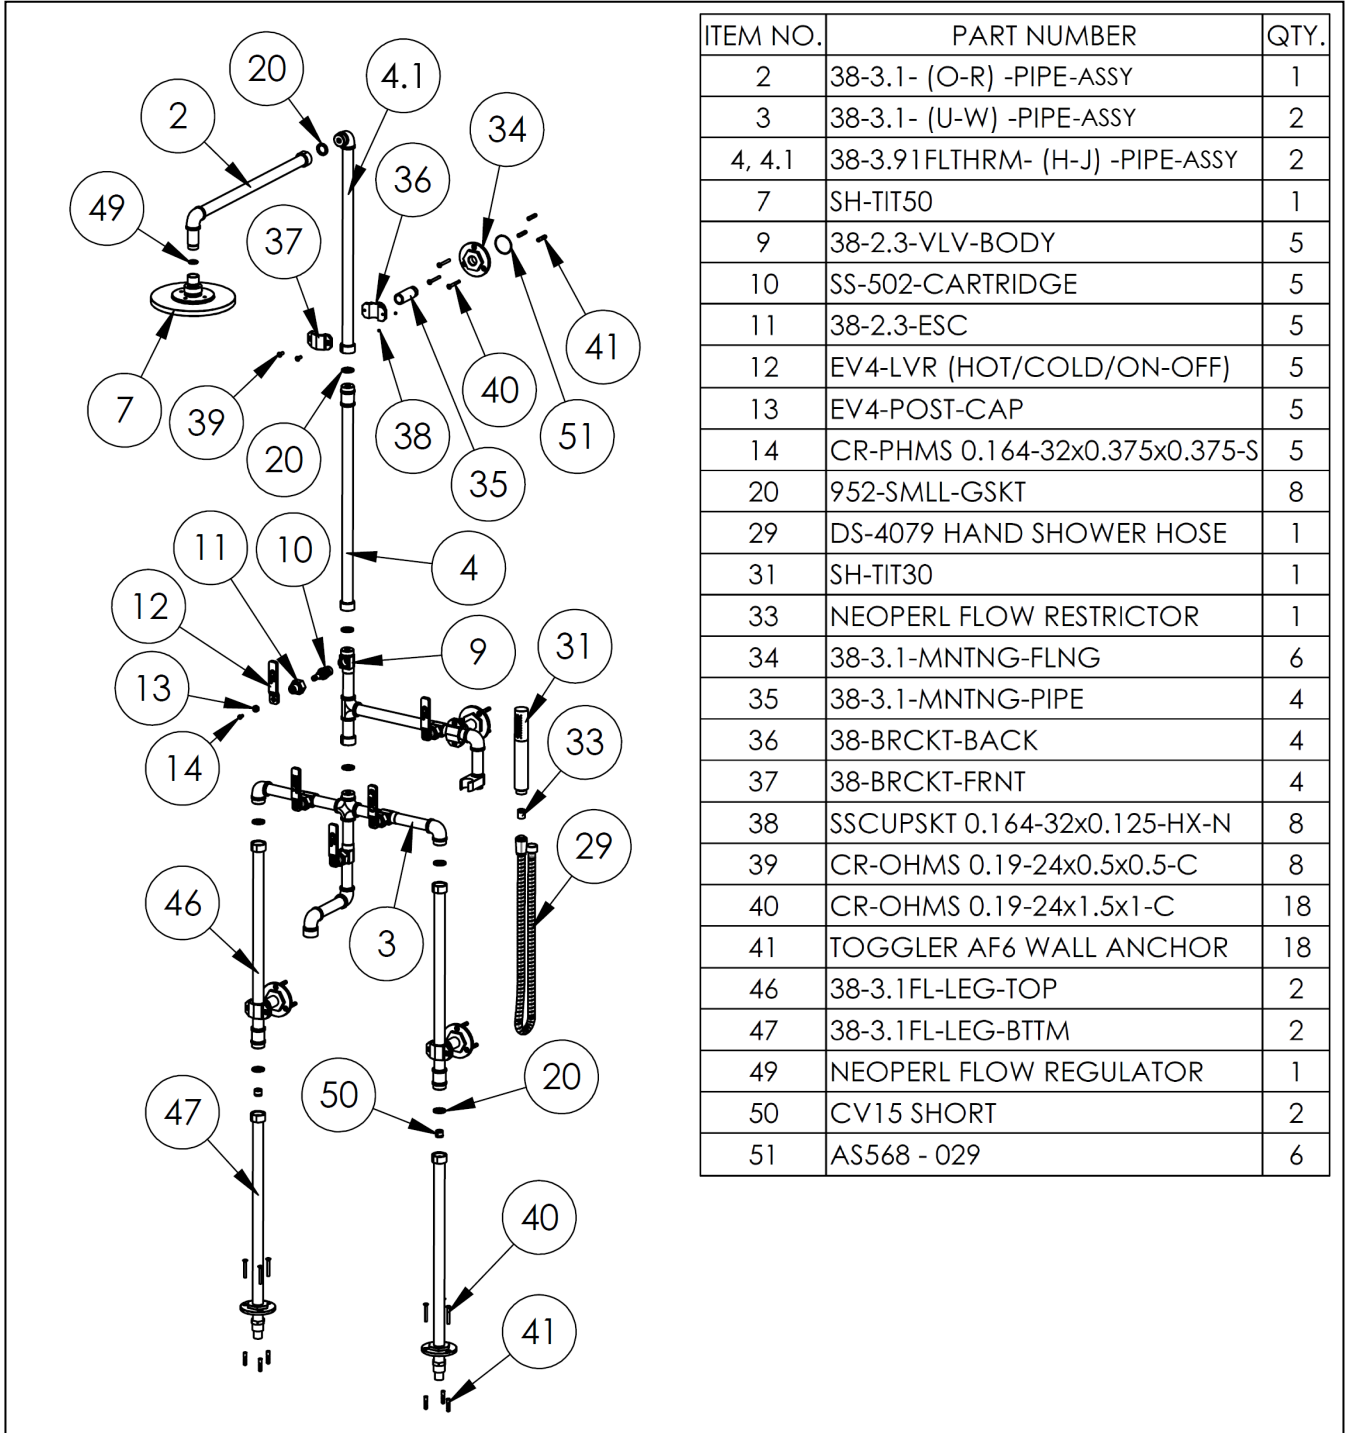 20
4.1
2
34
36
49
37
41
40
7
39
38
51
20
35
11
10
4
12
9
31
13
33
14
29
46
3
20
50
47
40
41
ITEM NO. PART NUMBER QTY.
2 38-3.1- (O-R) -PIPE-ASSY 1
3 38-3.1- (U-W) -PIPE-ASSY 2
4, 4.1 38-3.91FLTHRM- (H-J) -PIPE-ASSY 2
7 SH-TIT50 1
9 38-2.3-VLV-BODY 5
10 SS-502-CARTRIDGE 5
11 38-2.3-ESC 5
12 EV4-LVR (HOT/COLD/ON-OFF) 5
13 EV4-POST-CAP 5
14 CR-PHMS 0.164-32x0.375x0.375-S 5
20 952-SMLL-GSKT 8
29 DS-4079 HAND SHOWER HOSE 1
31 SH-TIT30 1
33 NEOPERL FLOW RESTRICTOR 1
34 38-3.1-MNTNG-FLNG 6
35 38-3.1-MNTNG-PIPE 4
36 38-BRCKT-BACK 4
37 38-BRCKT-FRNT 4
38 SSCUPSKT 0.164-32x0.125-HX-N 8
39 CR-OHMS 0.19-24x0.5x0.5-C 8
40 CR-OHMS 0.19-24x1.5x1-C 18
41 TOGGLER AF6 WALL ANCHOR 18
46 38-3.1FL-LEG-TOP 2
47 38-3.1FL-LEG-BTTM 2
49 NEOPERL FLOW REGULATOR 1
50 CV15 SHORT 2
51 AS568 - 029 6